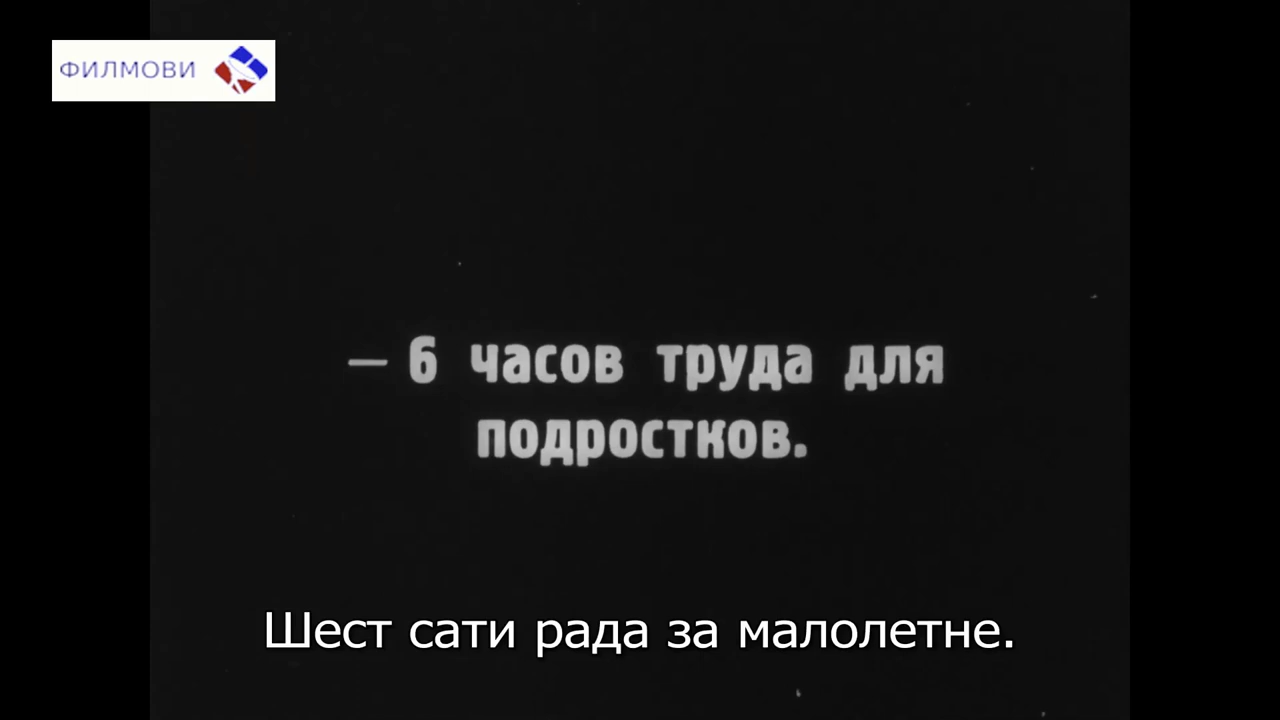 ФИЛМОВИ
— 6 часов труда для
подростков.
Шест сати рада за малолетне.